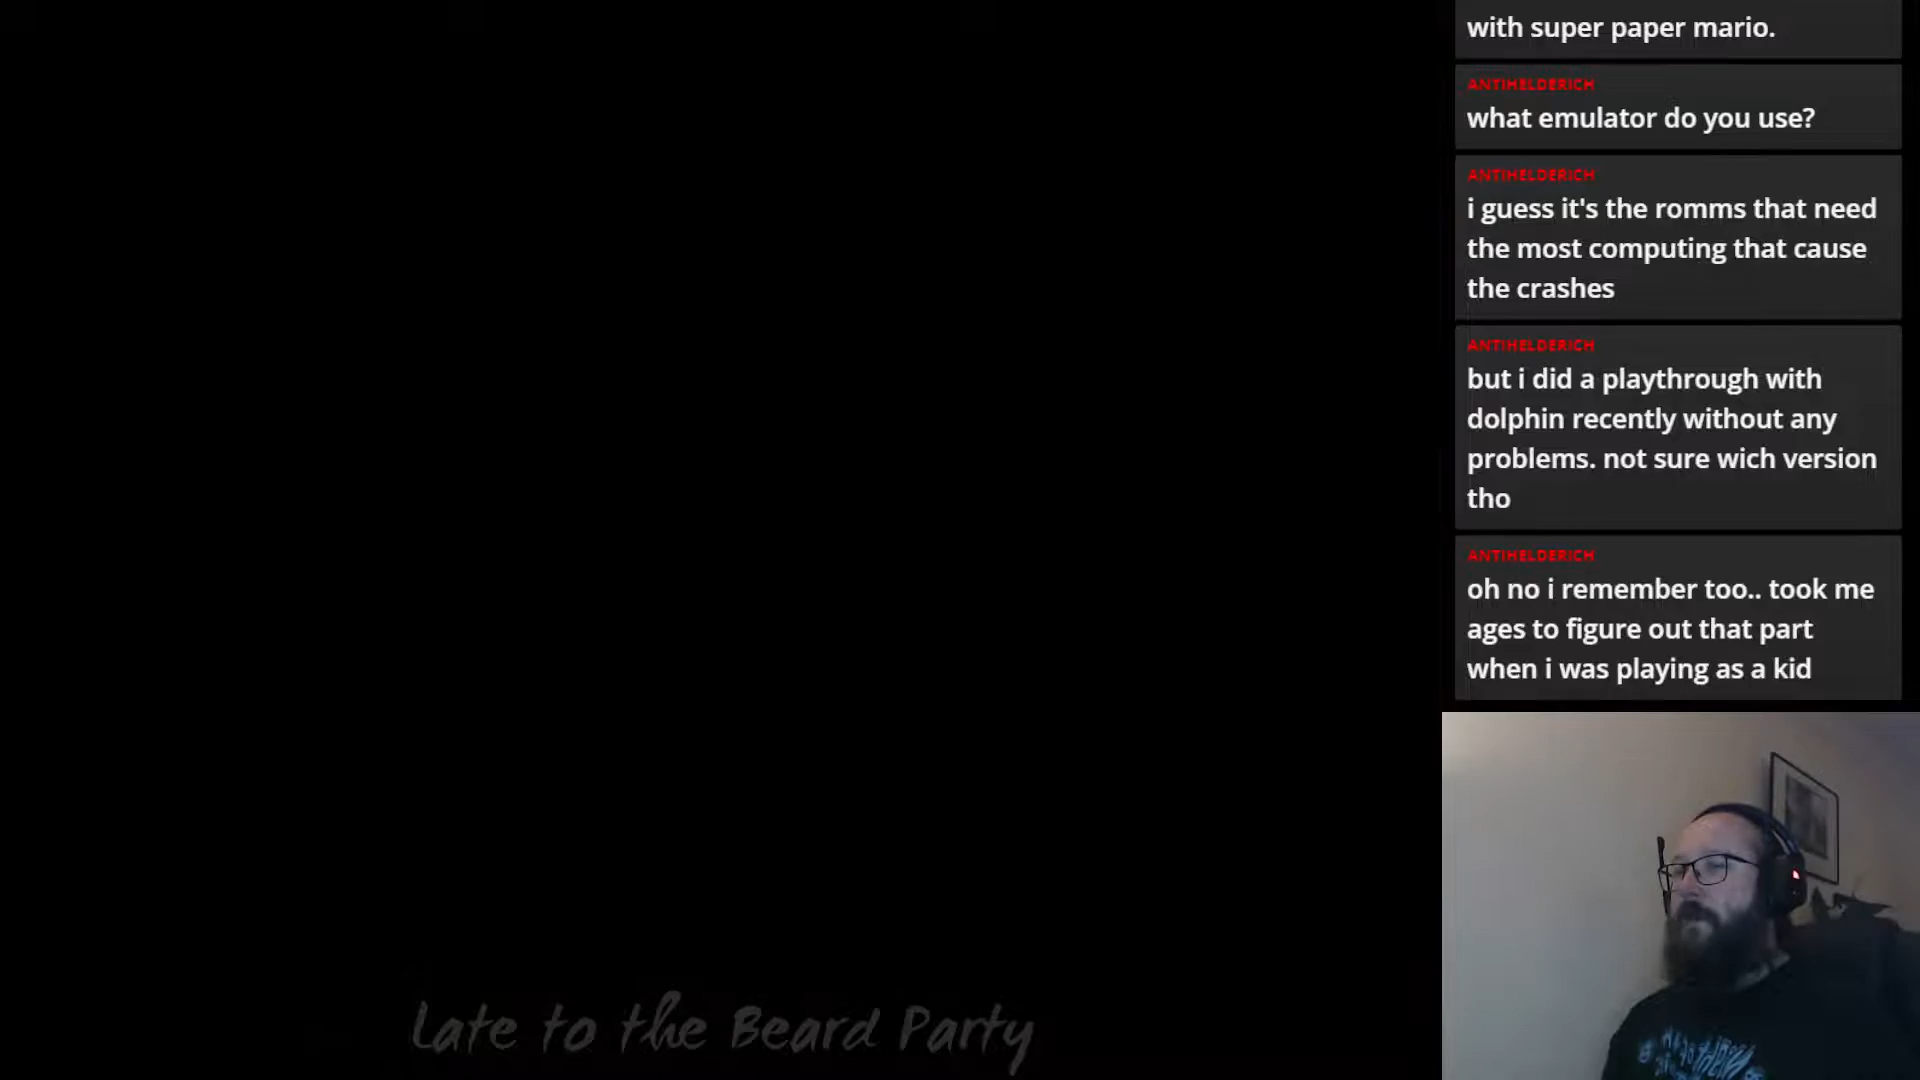 with super paper mario.
ANTIHELDERICH
what emulator do you use?
ANTIHELDERICH
i guess it's the romms that need
the most computing that cause
the crashes
ANTIHELDERICH
but i did a playthrough with
dolphin recently without any
problems. not sure wich version
tho
ANTIHELDERICH
oh no i remember too.. took me
ages to figure out that part
when i was playing as a kid
Late to the Beard Party